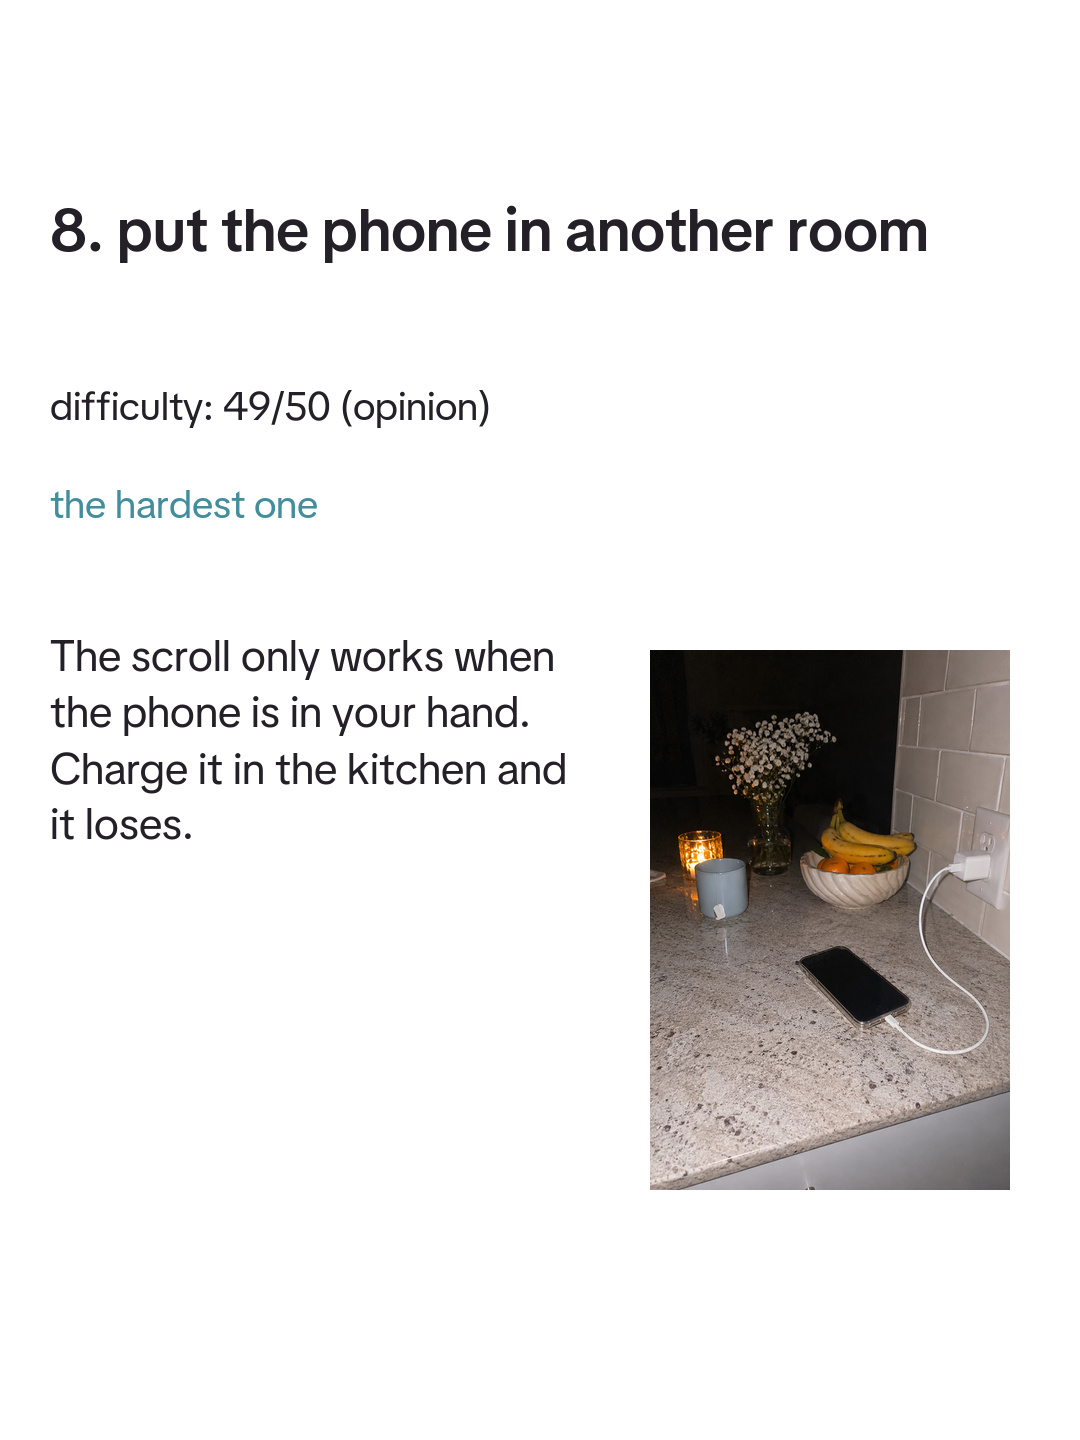 8. put the phone in another room
difficulty: 49/50 (opinion)
the hardest one
The scroll only works when
the phone is in your hand.
Charge it in the kitchen and
it loses.